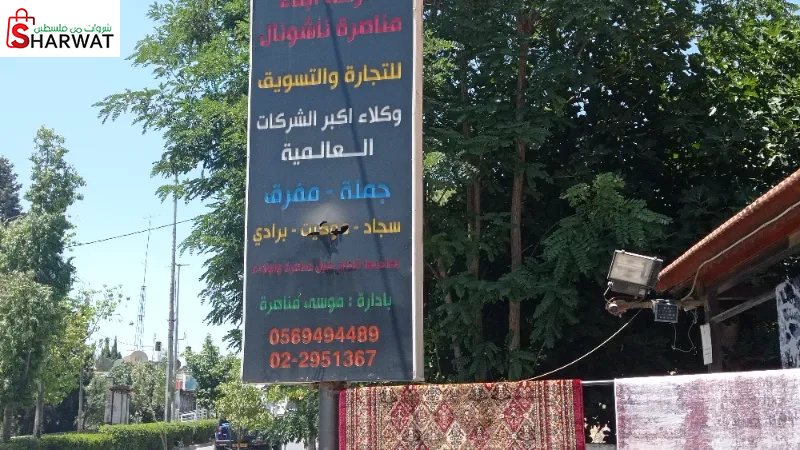 شروات من فلسطين
SHARWAT
مناصرة ناشونال
للتجارة والتسويق
وكلاء اكبر الشركات
العالمية
جملة - مفرق
سجاد - موكيت - برادي
بإدارة : موسى مناصرة
0569494489
02-2951367